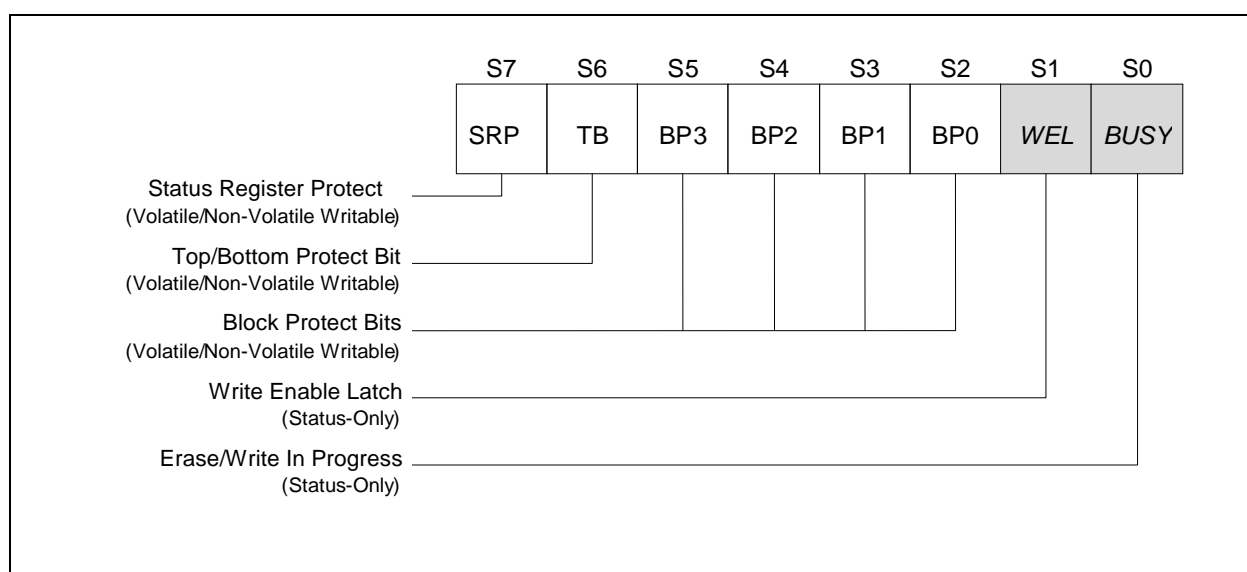 S7 S6 S5 S4 S3 S2 S1 S0
SRP TB BP3 BP2 BP1 BP0 WEL BUSY
Status Register Protect
(Volatile/Non-Volatile Writable)
Top/Bottom Protect Bit
(Volatile/Non-Volatile Writable)
Block Protect Bits
(Volatile/Non-Volatile Writable)
Write Enable Latch
(Status-Only)
Erase/Write In Progress
(Status-Only)